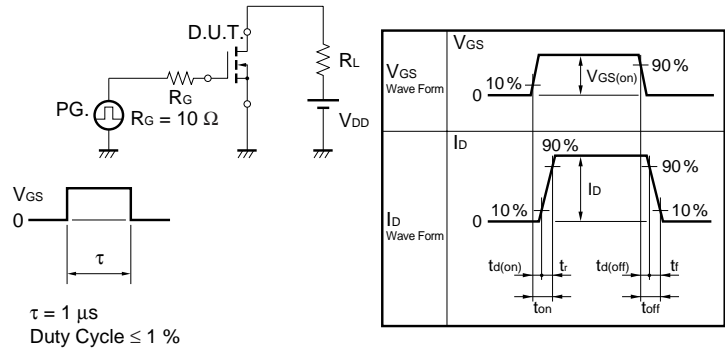 D.U.T.
RL
RG
PG.
RG = 10 Ω
VDD
VGS
0
τ
τ = 1 μs
Duty Cycle ≤ 1 %
VGS
Wave Form
VGS
10 %
VGS(on)
90 %
0
ID
Wave Form
ID
90 %
90 %
ID
10 %
10 %
0
td(on)
tr
td(off)
tf
ton
toff